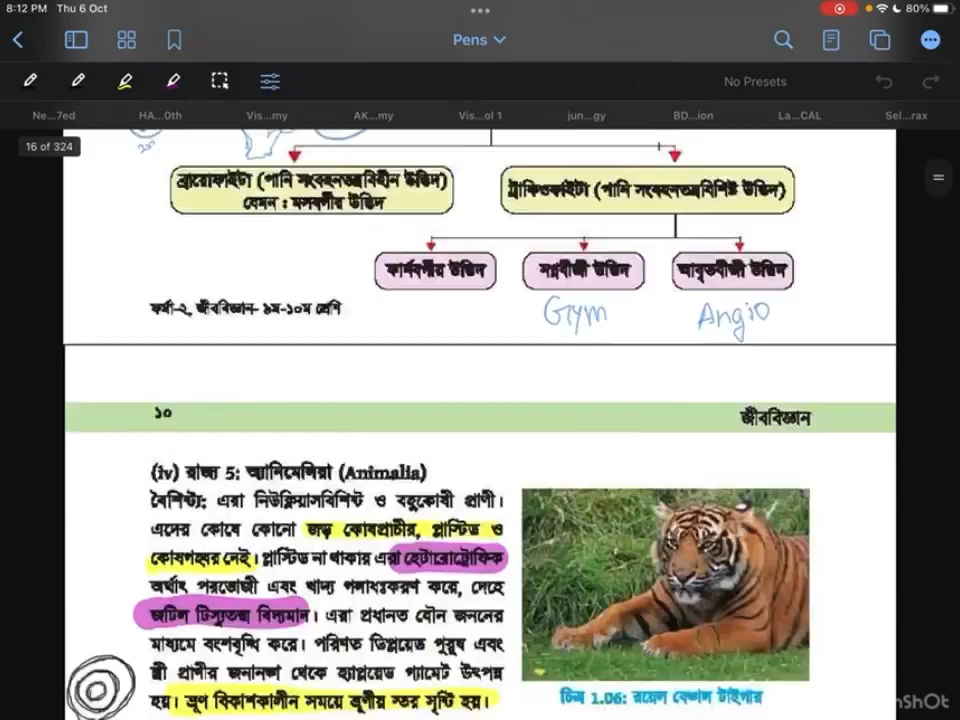 8:12 PM Thu 6 Oct
80%
Pens
No Presets
Ne...7ed HA...0th Vis...my AK...my Vis...ol 1 jun...gy BD...ion La...CAL Sel...rax
16 of 324
ব্রায়োফাইটা (পানি সংবহনতন্ত্রবিহীন উদ্ভিদ)
যেমন : মসবর্গীয় উদ্ভিদ
ট্রাকিওফাইটা (পানি সংবহনতন্ত্রবিশিষ্ট উদ্ভিদ)
ফার্নবর্গীয় উদ্ভিদ
নগ্নবীজী উদ্ভিদ
আবৃতবীজী উদ্ভিদ
Gym
Angio
ফর্মা-২, জীববিজ্ঞান- ৯ম-১০ম শ্রেণি
১০
জীববিজ্ঞান
(iv) রাজ্য 5: অ্যানিমেলিয়া (Animalia)
বৈশিষ্ট্য: এরা নিউক্লিয়াসবিশিষ্ট ও বহুকোষী প্রাণী।
এদের কোষে কোনো জড় কোষপ্রাচীর, প্লাস্টিড ও
কোষগহ্বর নেই। প্লাস্টিড না থাকায় এরা হেটারোট্রোফিক
অর্থাৎ পরভোজী এবং খাদ্য গলাধঃকরণ করে, দেহে
জটিল টিস্যুতন্ত্র বিদ্যমান। এরা প্রধানত যৌন জননের
মাধ্যমে বংশবৃদ্ধি করে। পরিণত ডিপ্লয়েড পুরুষ এবং
স্ত্রী প্রাণীর জনানঙ্গ থেকে হ্যাপ্লয়েড গ্যামেট উৎপন্ন
হয়। ভ্রূণ বিকাশকালীন সময়ে ভ্রূণীয় স্তর সৃষ্টি হয়।
চিত্র 1.06: রয়েল বেঙ্গল টাইগার